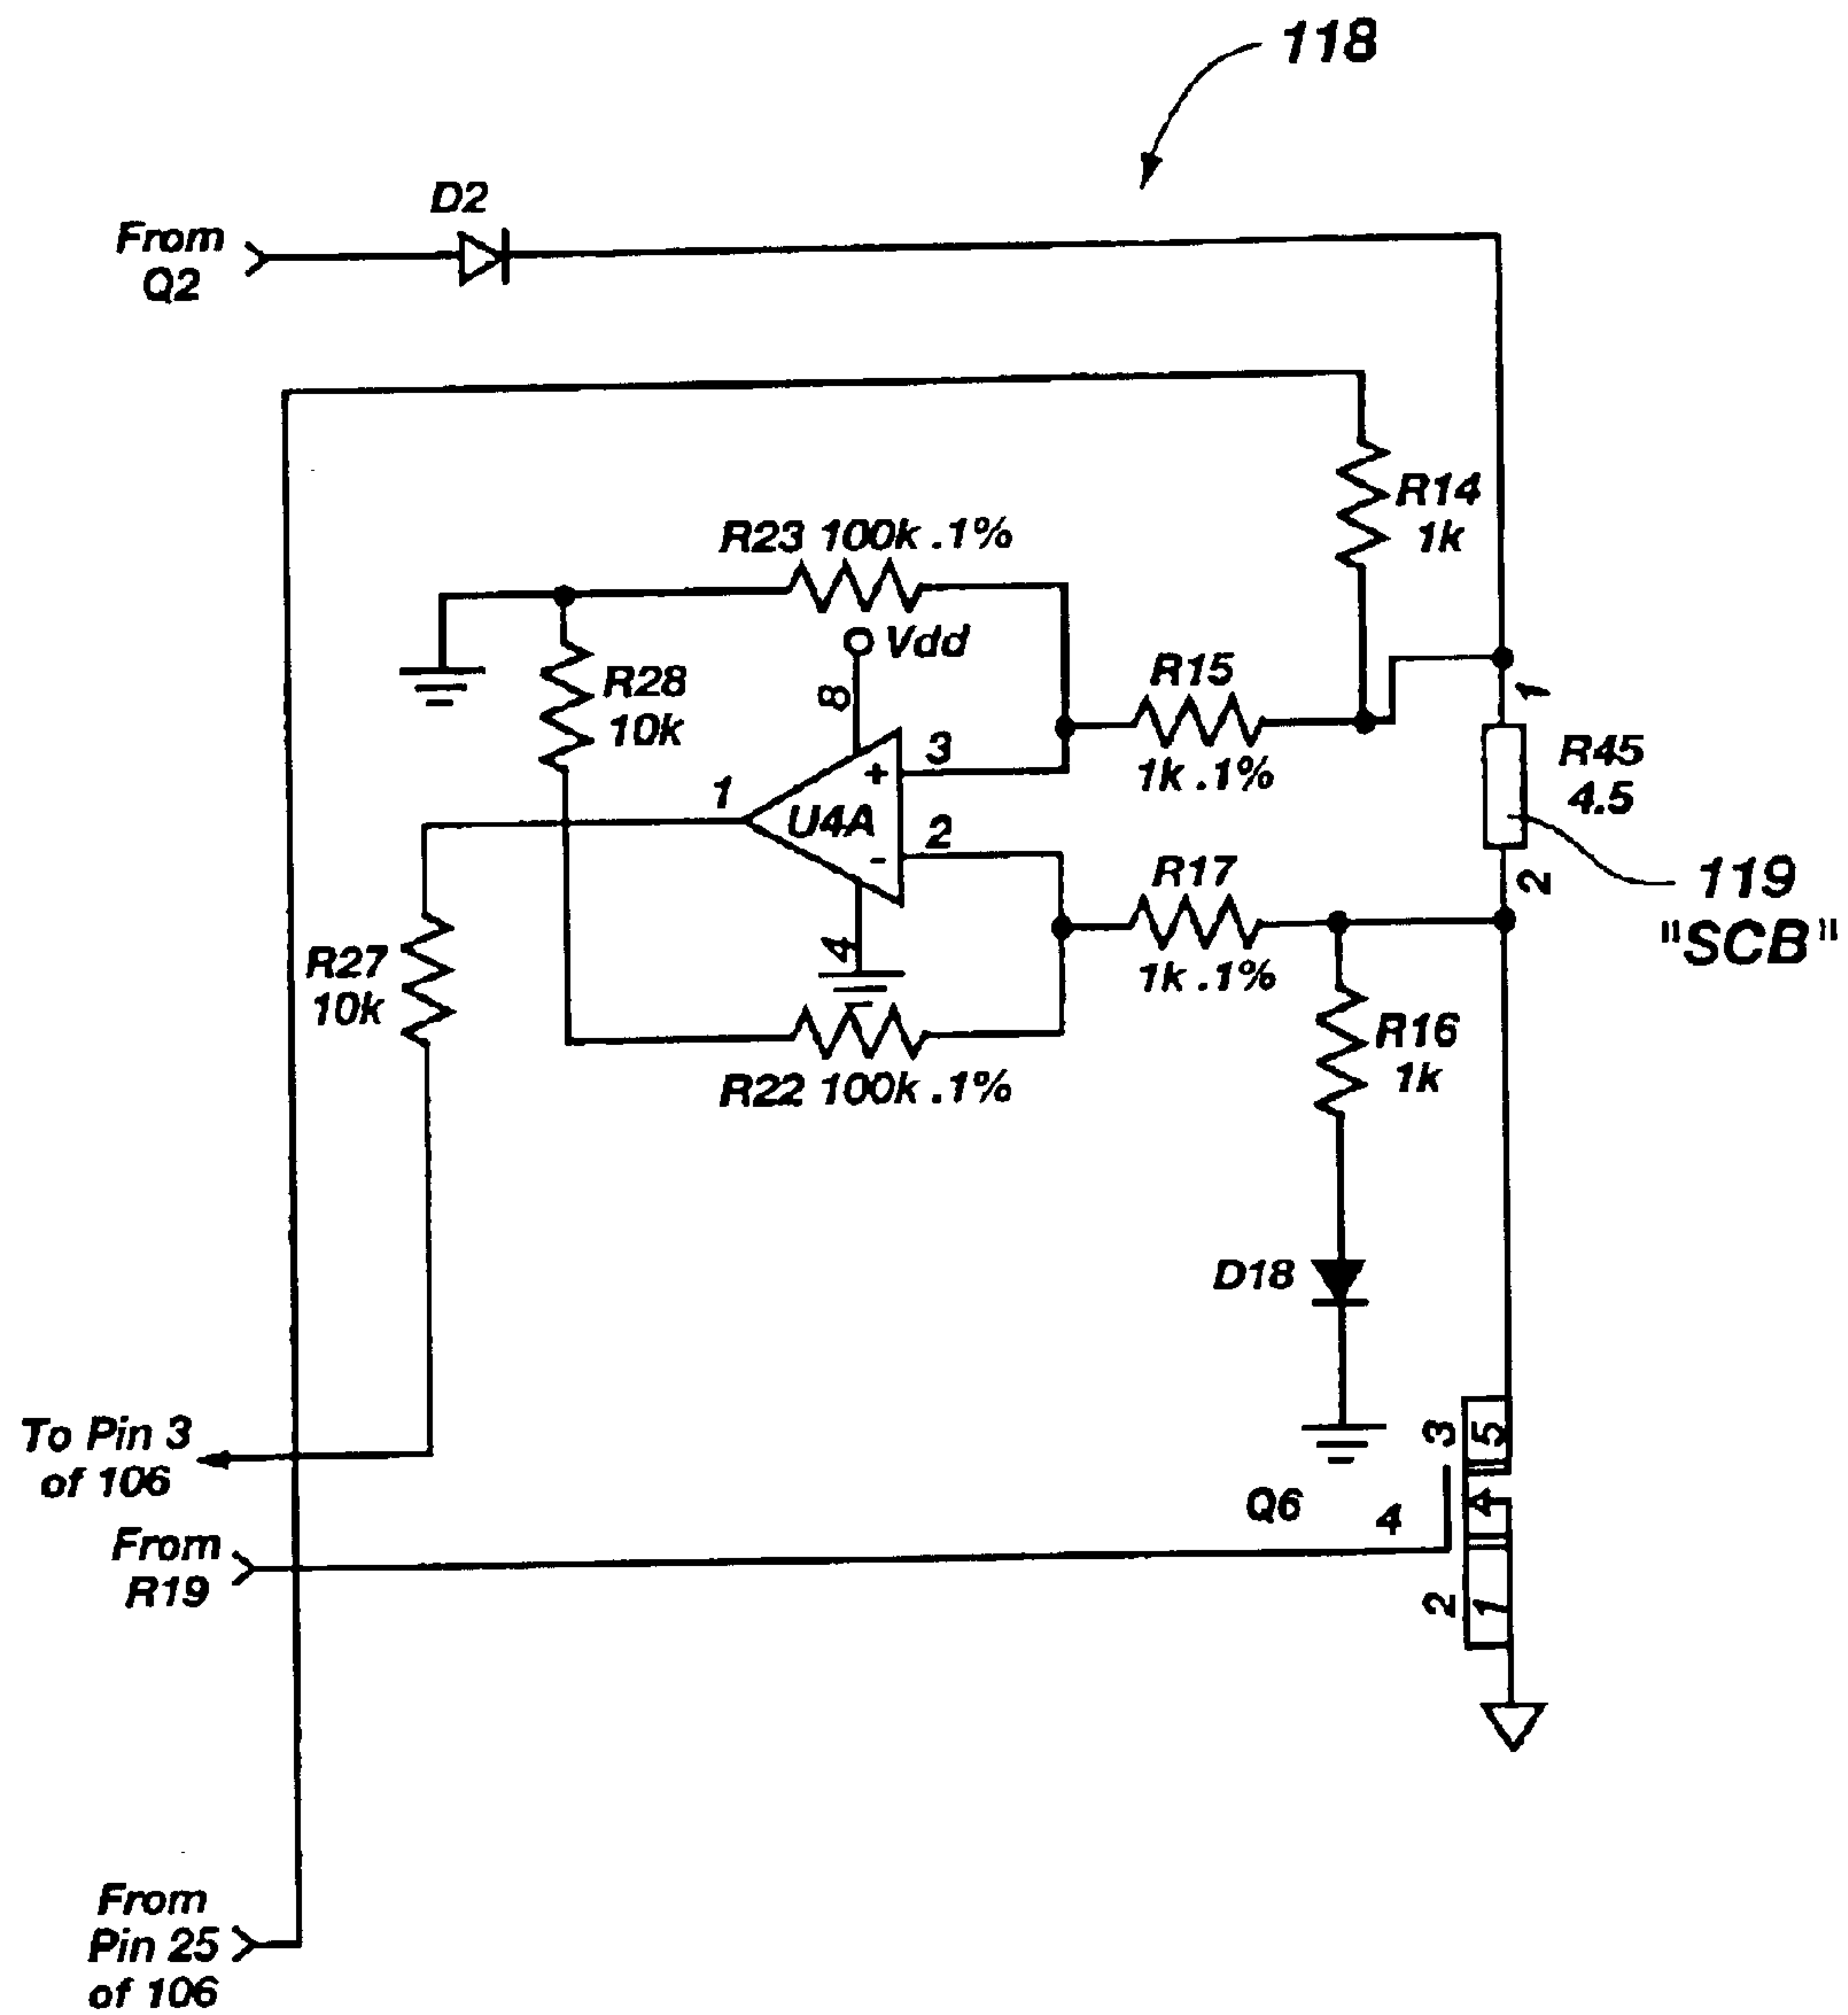 118
D2
From
Q2
R14
1k
R23 100k .1%
Vdd
R28
10k
8
R15
1
3
+
1k .1%
R45
4.5
1
U4A
2
-
R17
2
119
"SCB"
4
R27
10k
1k .1%
R16
1k
R22 100k .1%
D18
To Pin 3
of 106
3
5
Q6
4
4
From
R19
2
1
From
Pin 25
of 106